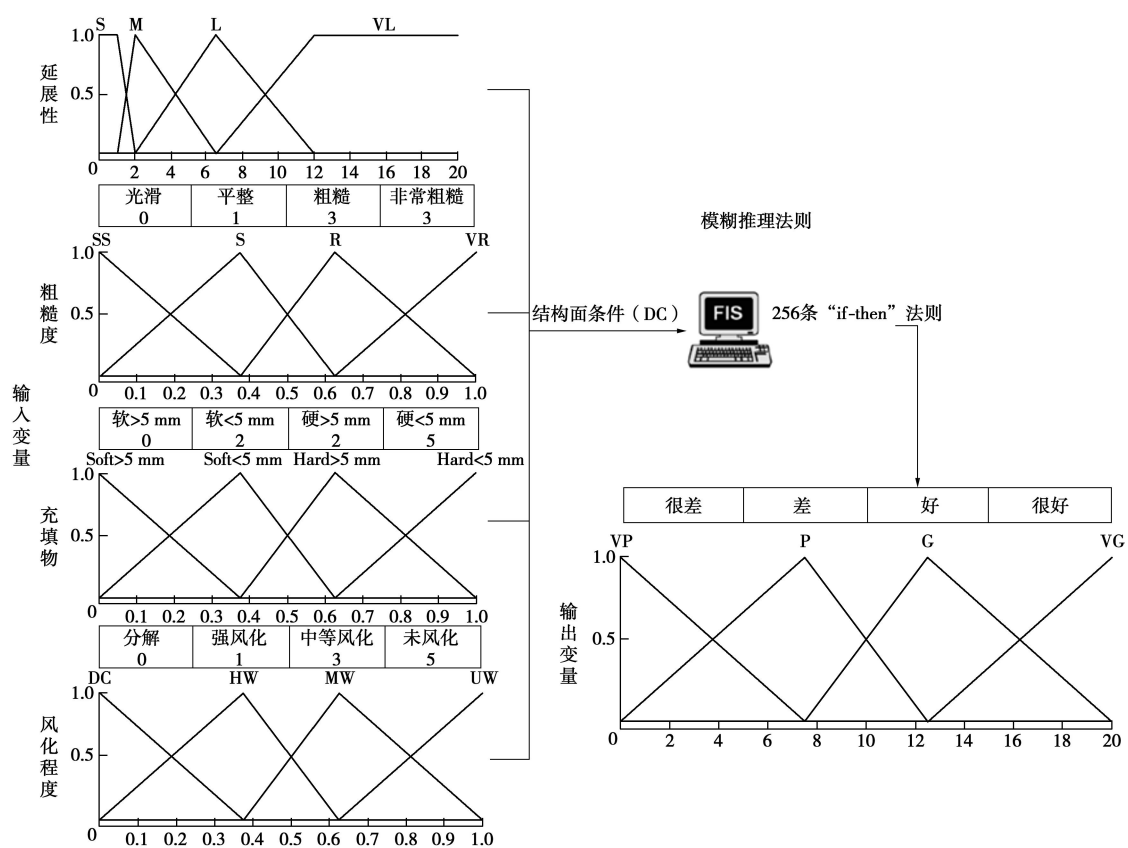 输入变量
延展性
S M L VL
1.0
0.5
0 2 4 6 8 10 12 14 16 18 20
光滑 平整 粗糙 非常粗糙
0 1 3 3
粗糙度
SS S R VR
1.0
0.5
0 0.1 0.2 0.3 0.4 0.5 0.6 0.7 0.8 0.9 1.0
软>5 mm 软<5 mm 硬>5 mm 硬<5 mm
0 2 2 5
充填物
Soft>5 mm Soft<5 mm Hard>5 mm Hard<5 mm
1.0
0.5
0 0.1 0.2 0.3 0.4 0.5 0.6 0.7 0.8 0.9 1.0
分解 强风化 中等风化 未风化
0 1 3 5
风化程度
DC HW MW UW
1.0
0.5
0 0.1 0.2 0.3 0.4 0.5 0.6 0.7 0.8 0.9 1.0
结构面条件(DC)
FIS
模糊推理法则
256条“if-then”法则
很差 差 好 很好
输出变量
VP P G VG
1.0
0.5
0 2 4 6 8 10 12 14 16 18 20